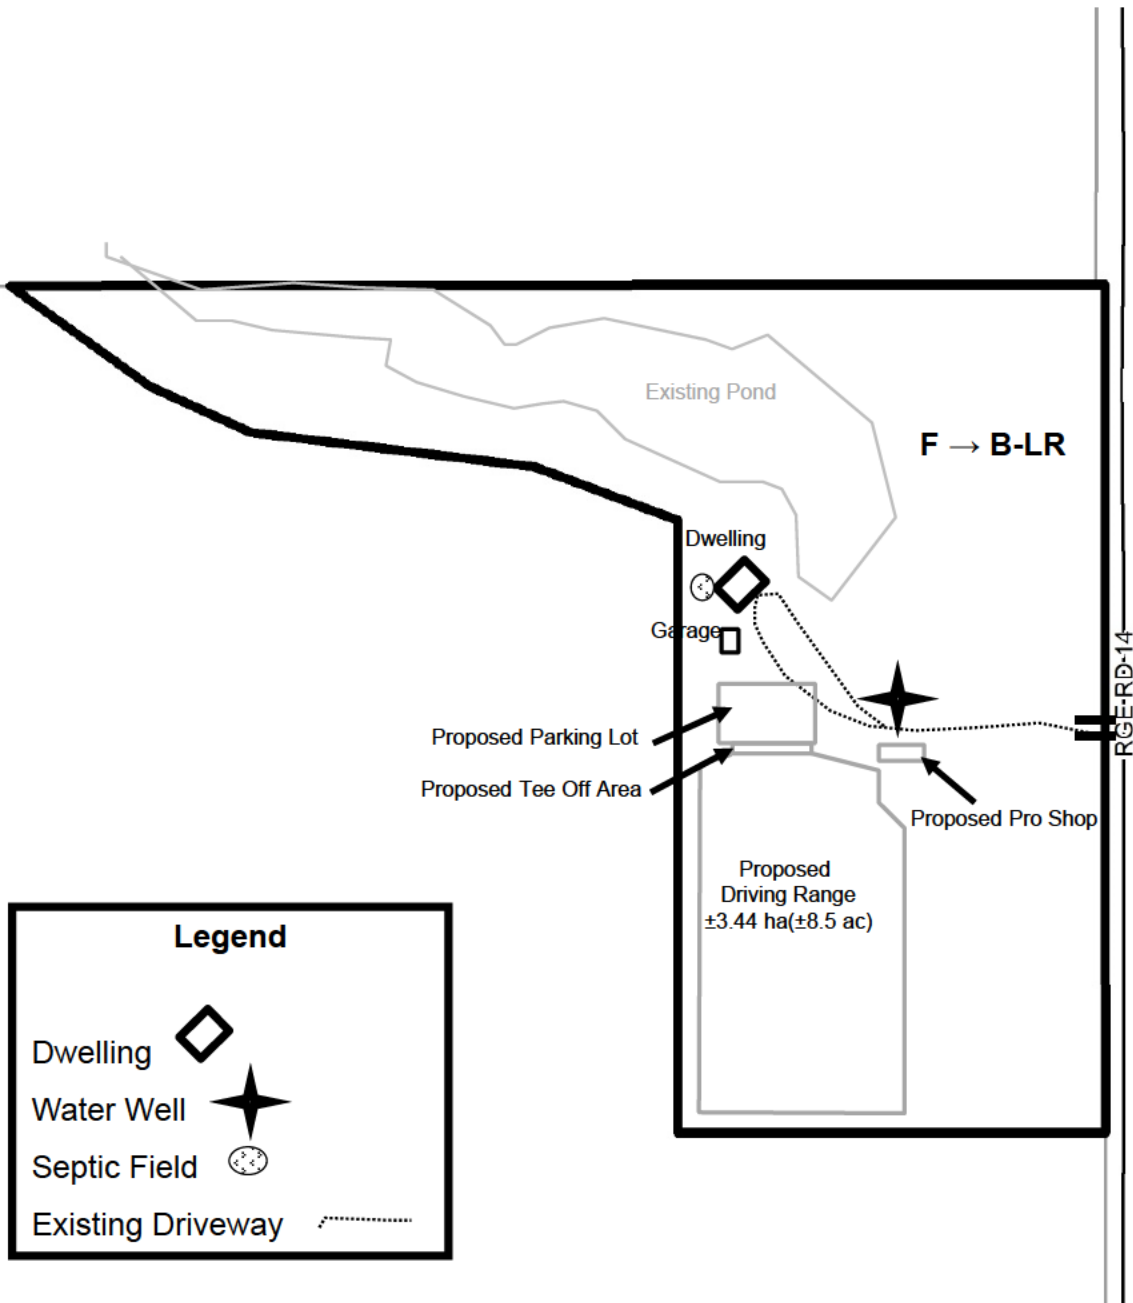 Existing Pond
F → B-LR
Dwelling
Garage
RGE-RD-14
Proposed Parking Lot
Proposed Tee Off Area
Proposed Pro Shop
Proposed
Driving Range
±3.44 ha(±8.5 ac)
Legend
Dwelling
Water Well
Septic Field
Existing Driveway